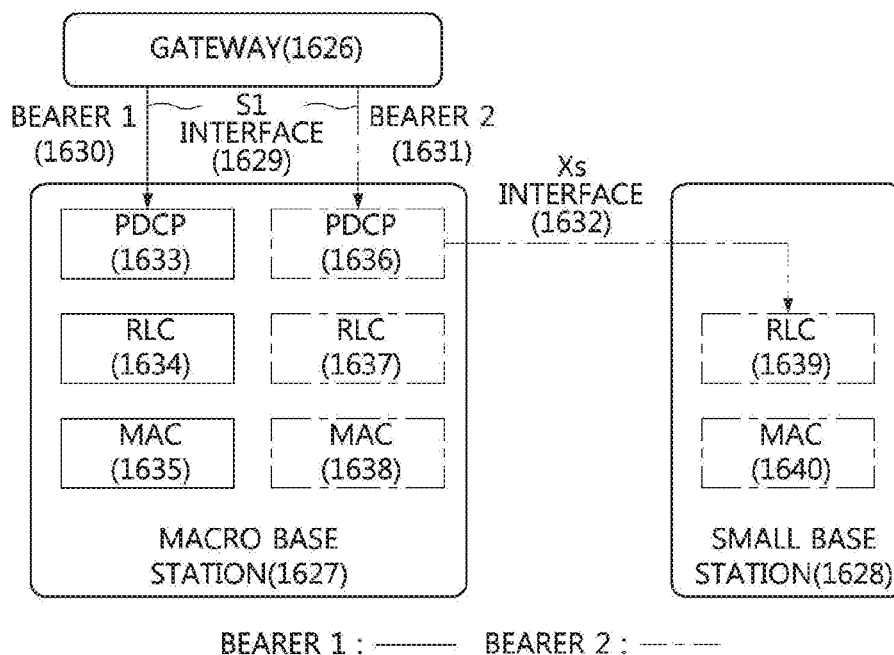 GATEWAY(1626)
BEARER 1
(1630)
S1
INTERFACE
(1629)
BEARER 2
(1631)
Xs
INTERFACE
(1632)
PDCP
(1633)
PDCP
(1636)
RLC
(1634)
RLC
(1637)
RLC
(1639)
MAC
(1635)
MAC
(1638)
MAC
(1640)
MACRO BASE
STATION(1627)
SMALL BASE
STATION(1628)
BEARER 1 :
BEARER 2 :